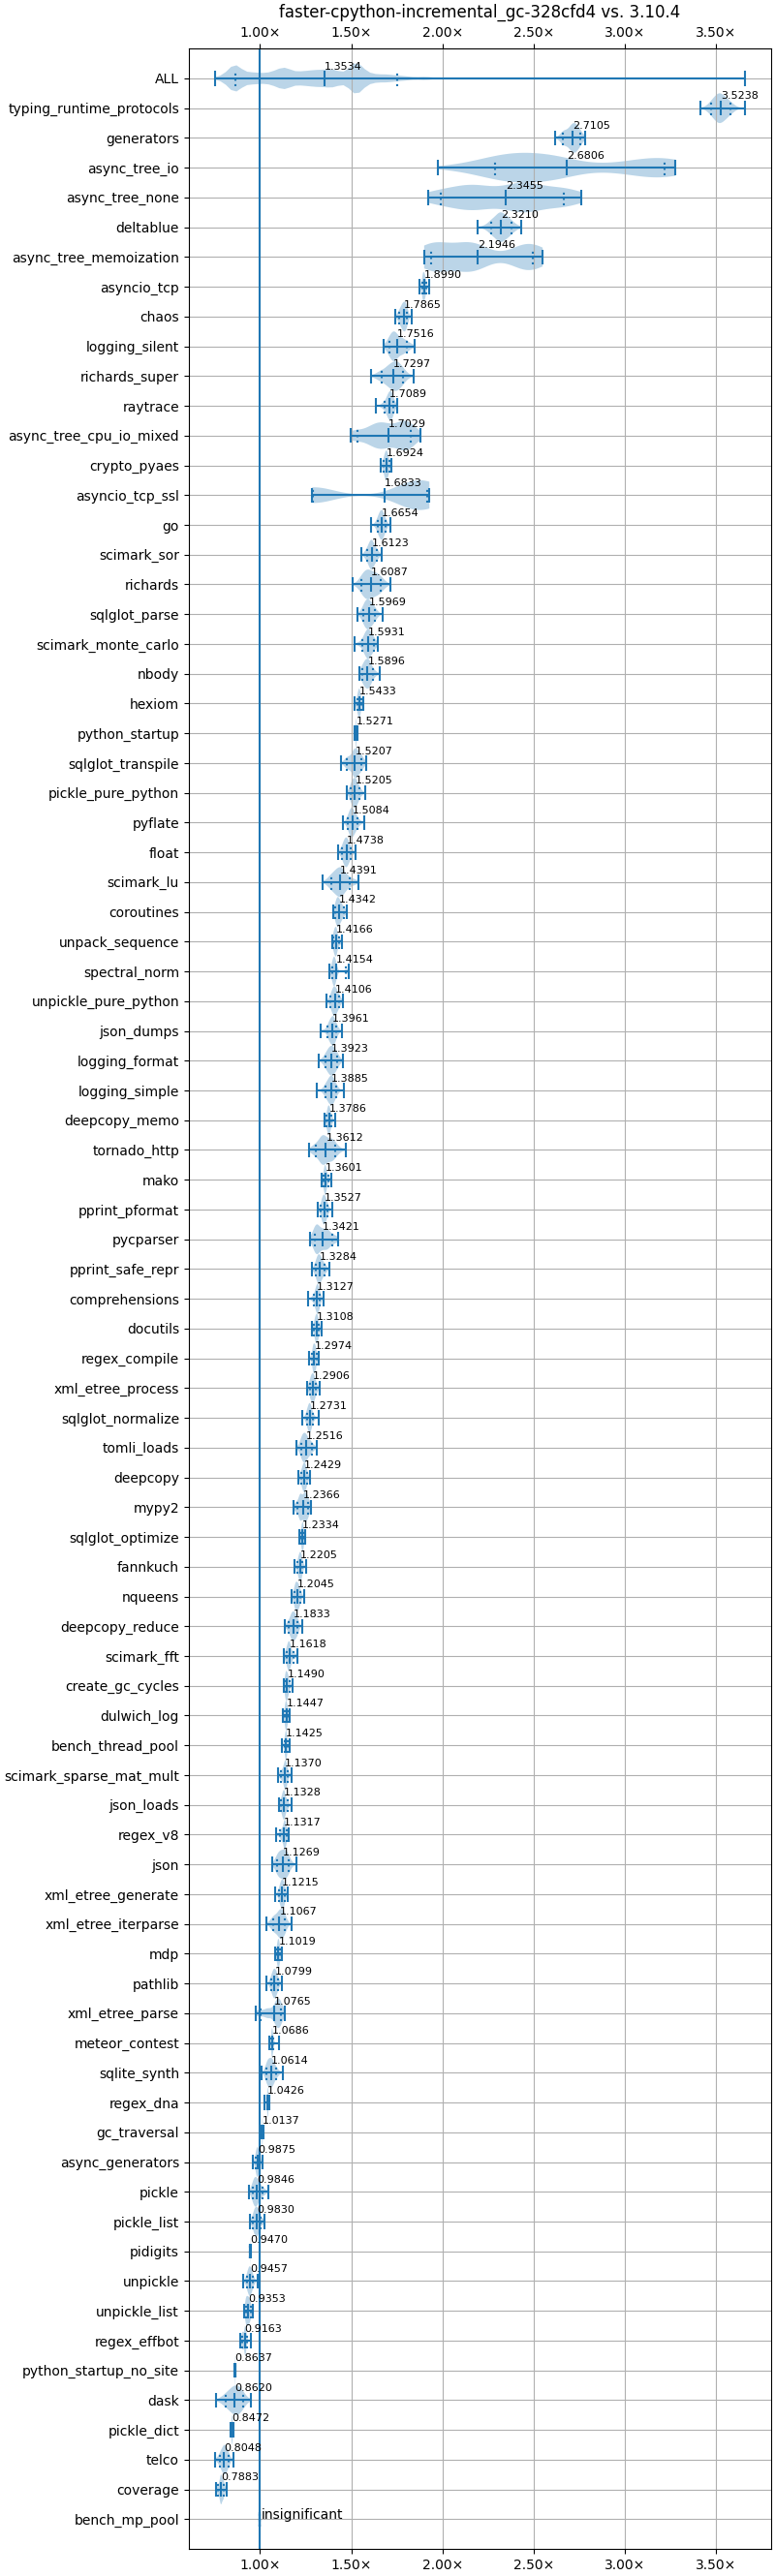 faster-cpython-incremental_gc-328cfd4 vs. 3.10.4
1.00× 1.50× 2.00× 2.50× 3.00× 3.50×
ALL 1.3534
typing_runtime_protocols 3.5238
generators 2.7105
async_tree_io 2.6806
async_tree_none 2.3455
deltablue 2.3210
async_tree_memoization 2.1946
asyncio_tcp 1.8990
chaos 1.7865
logging_silent 1.7516
richards_super 1.7297
raytrace 1.7089
async_tree_cpu_io_mixed 1.7029
crypto_pyaes 1.6924
asyncio_tcp_ssl 1.6833
go 1.6654
scimark_sor 1.6123
richards 1.6087
sqlglot_parse 1.5969
scimark_monte_carlo 1.5931
nbody 1.5896
hexiom 1.5433
python_startup 1.5271
sqlglot_transpile 1.5207
pickle_pure_python 1.5205
pyflate 1.5084
float 1.4738
scimark_lu 1.4391
coroutines 1.4342
unpack_sequence 1.4166
spectral_norm 1.4154
unpickle_pure_python 1.4106
json_dumps 1.3961
logging_format 1.3923
logging_simple 1.3885
deepcopy_memo 1.3786
tornado_http 1.3612
mako 1.3601
pprint_pformat 1.3527
pycparser 1.3421
pprint_safe_repr 1.3284
comprehensions 1.3127
docutils 1.3108
regex_compile 1.2974
xml_etree_process 1.2906
sqlglot_normalize 1.2731
tomli_loads 1.2516
deepcopy 1.2429
mypy2 1.2366
sqlglot_optimize 1.2334
fannkuch 1.2205
nqueens 1.2045
deepcopy_reduce 1.1833
scimark_fft 1.1618
create_gc_cycles 1.1490
dulwich_log 1.1447
bench_thread_pool 1.1425
scimark_sparse_mat_mult 1.1370
json_loads 1.1328
regex_v8 1.1317
json 1.1269
xml_etree_generate 1.1215
xml_etree_iterparse 1.1067
mdp 1.1019
pathlib 1.0799
xml_etree_parse 1.0765
meteor_contest 1.0686
sqlite_synth 1.0614
regex_dna 1.0426
gc_traversal 1.0137
async_generators 0.9875
pickle 0.9846
pickle_list 0.9830
pidigits 0.9470
unpickle 0.9457
unpickle_list 0.9353
regex_effbot 0.9163
python_startup_no_site 0.8637
dask 0.8620
pickle_dict 0.8472
telco 0.8048
coverage 0.7883
bench_mp_pool insignificant
1.00× 1.50× 2.00× 2.50× 3.00× 3.50×